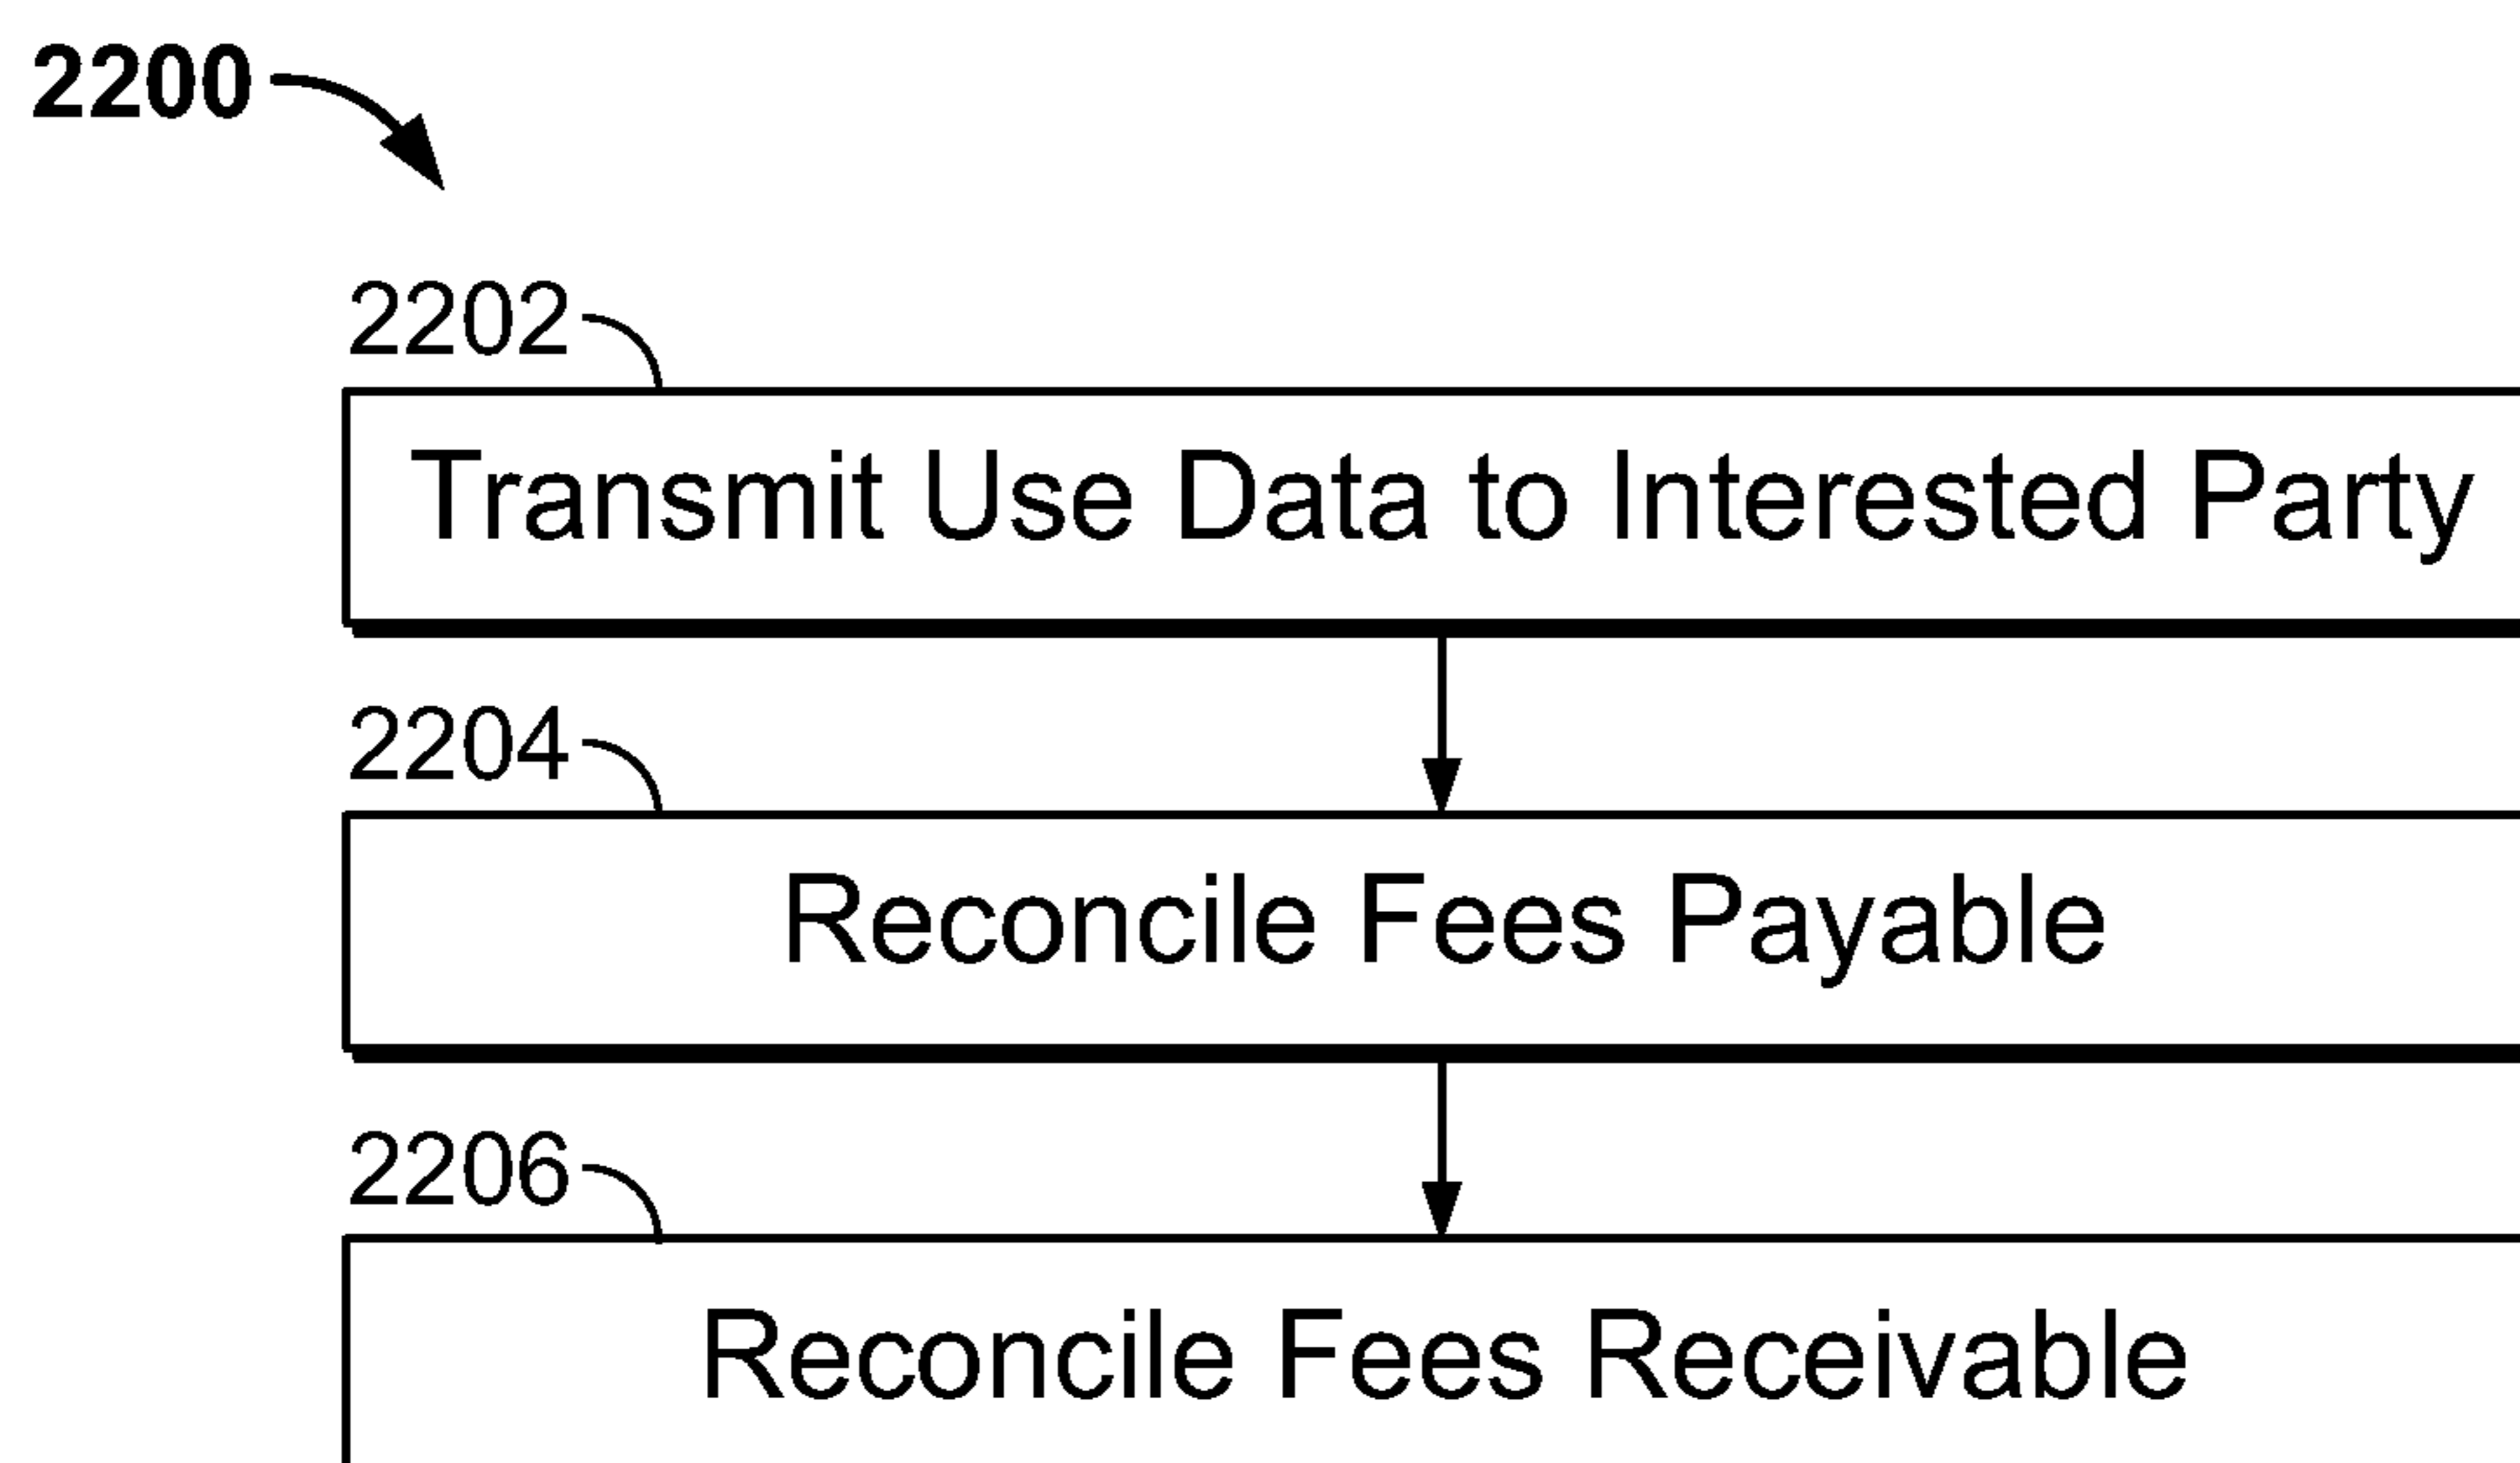 2200
2202
Transmit Use Data to Interested Party
2204
Reconcile Fees Payable
2206
Reconcile Fees Receivable